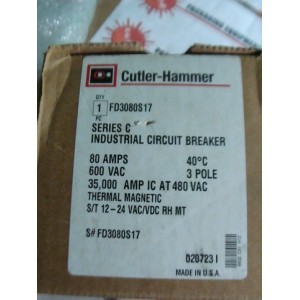 Cutler-Hammer
QTY
1 FD3080S17
PC
SERIES C
INDUSTRIAL CIRCUIT BREAKER
80 AMPS 40°C
600 VAC 3 POLE
35,000 AMP IC AT 480 VAC
THERMAL MAGNETIC
S/T 12-24 VAC/VDC RH MT
S# FD3080S17
020723 I
MADE IN U.S.A.